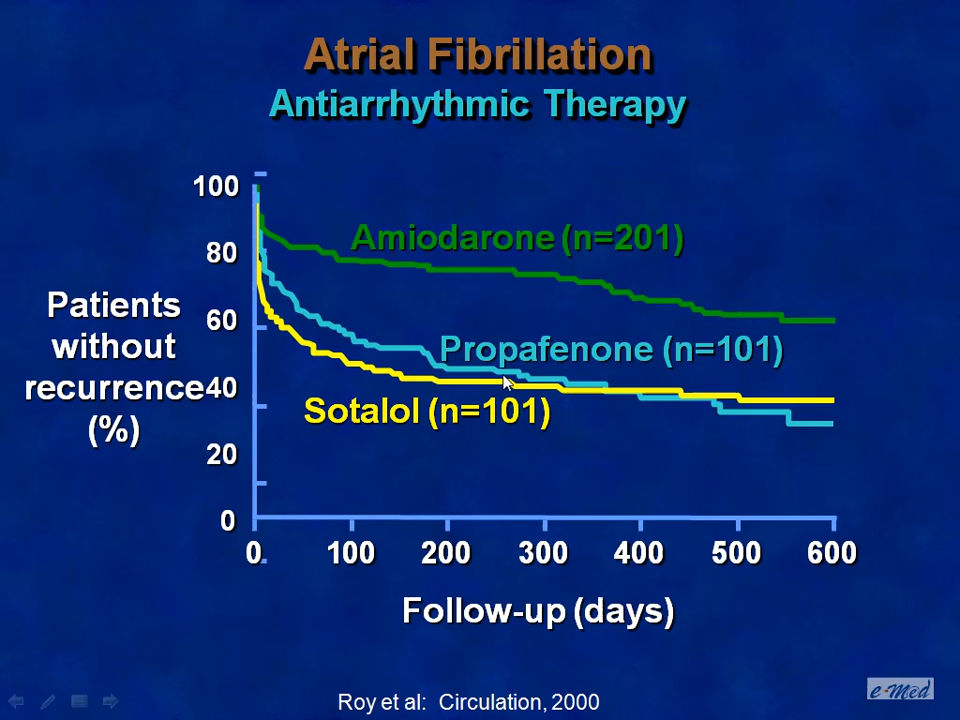 Atrial Fibrillation
Antiarrhythmic Therapy
100
80
60
40
20
0
Patients
without
recurrence
(%)
Amiodarone (n=201)
Propafenone (n=101)
Sotalol (n=101)
0 100 200 300 400 500 600
Follow-up (days)
Roy et al: Circulation, 2000
e-Med